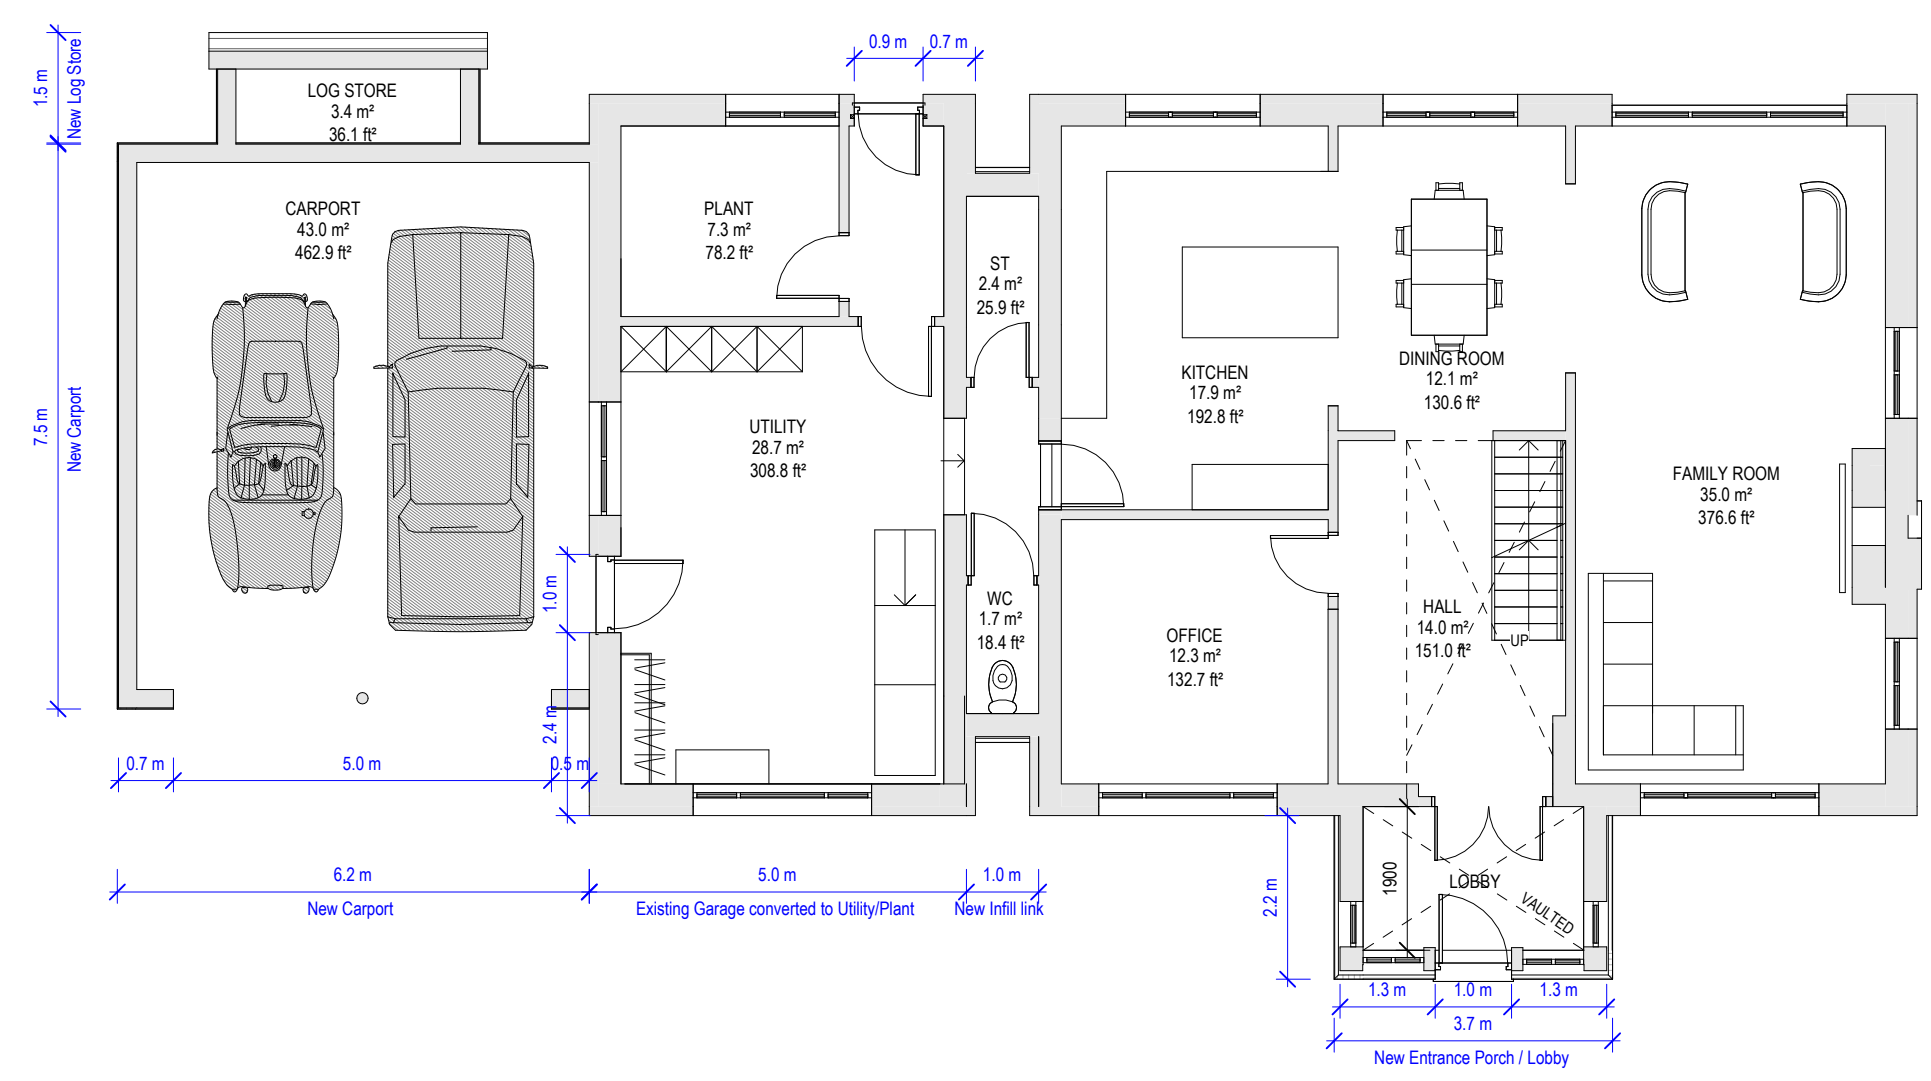 0.9 m
0.7 m
1.5 m
New Log Store
LOG STORE
3.4 m²
36.1 ft²
CARPORT
43.0 m²
462.9 ft²
PLANT
7.3 m²
78.2 ft²
ST
2.4 m²
25.9 ft²
KITCHEN
17.9 m²
192.8 ft²
DINING ROOM
12.1 m²
130.6 ft²
7.5 m
New Carport
UTILITY
28.7 m²
308.8 ft²
FAMILY ROOM
35.0 m²
376.6 ft²
1.0 m
WC
1.7 m²
18.4 ft²
OFFICE
12.3 m²
132.7 ft²
HALL
14.0 m²
151.0 ft²
UP
2.4 m
0.7 m
5.0 m
0.5 m
6.2 m
New Carport
5.0 m
Existing Garage converted to Utility/Plant
1.0 m
New Infill link
2.2 m
1900
LOBBY
VAULTED
1.3 m
1.0 m
1.3 m
3.7 m
New Entrance Porch / Lobby